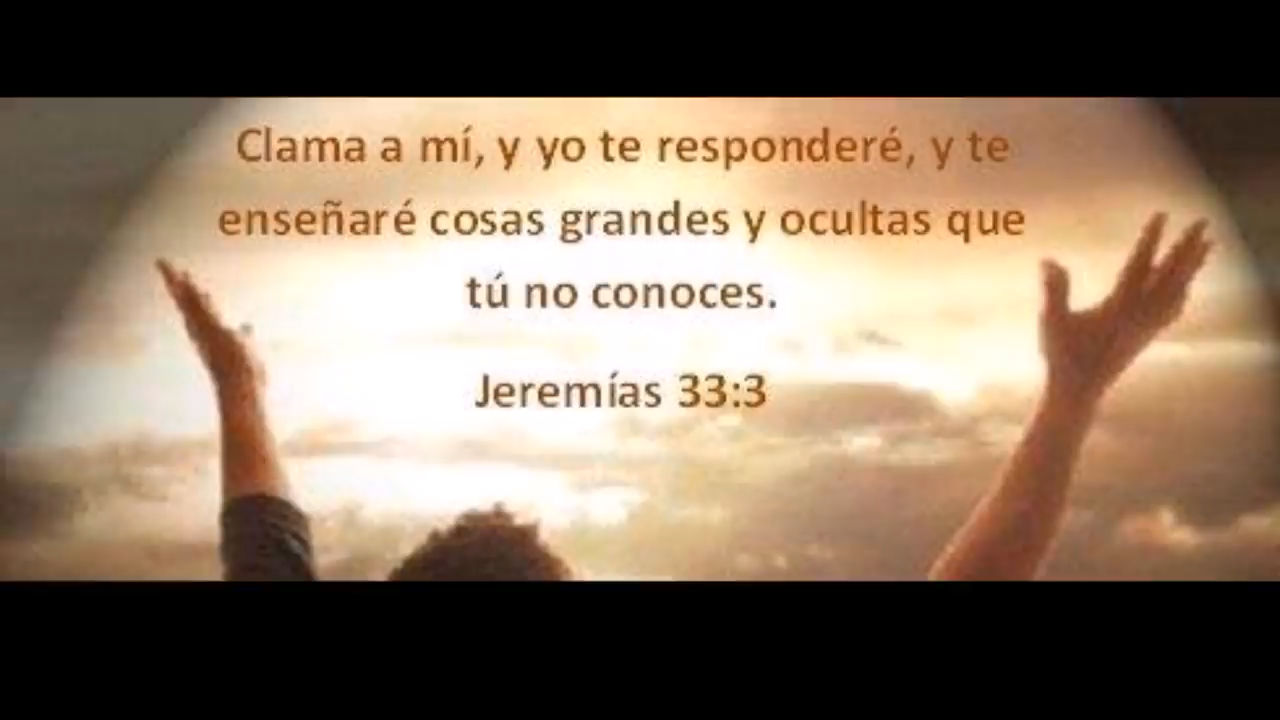 Clama a mí, y yo te responderé, y te
enseñaré cosas grandes y ocultas que
tú no conoces.
Jeremías 33:3